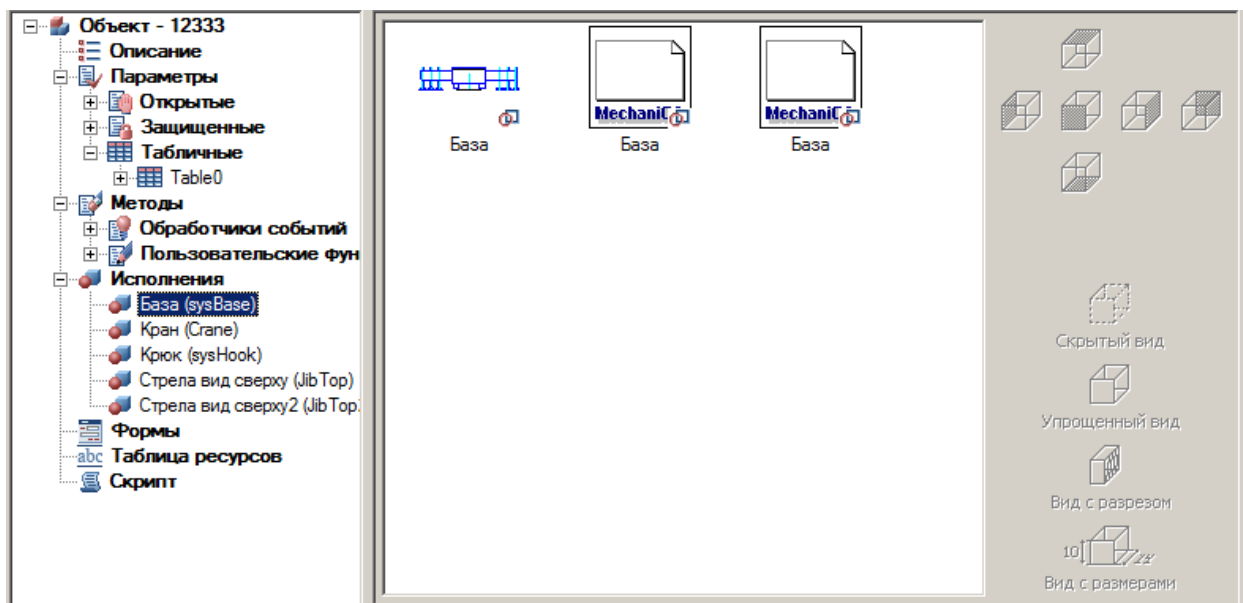 Объект - 12333
Описание
Параметры
Открытые
Защищенные
Табличные
Table0
Методы
Обработчики событий
Пользовательские фун
Исполнения
База (sysBase)
Кран (Crane)
Крюк (sysHook)
Стрела вид сверху (JibTop)
Стрела вид сверху2 (JibTop
Формы
abc Таблица ресурсов
Скрипт
База
MechaniC
База
MechaniC
База
Скрытый вид
Упрощенный вид
Вид с разрезом
10
Вид с размерами